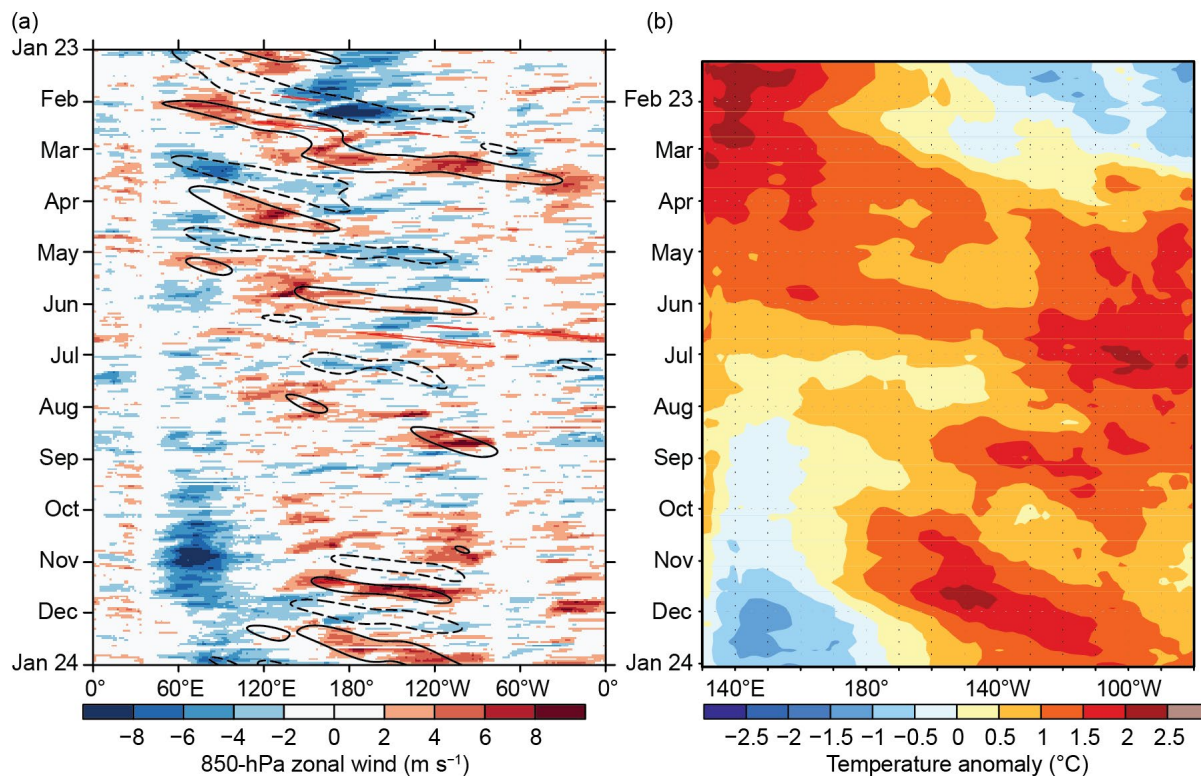 (a)
Jan 23
Feb
Mar
Apr
May
Jun
Jul
Aug
Sep
Oct
Nov
Dec
Jan 24
0° 60°E 120°E 180° 120°W 60°W 0°
−8 −6 −4 −2 0 2 4 6 8
850-hPa zonal wind (m s⁻¹)
(b)
Feb 23
Mar
Apr
May
Jun
Jul
Aug
Sep
Oct
Nov
Dec
Jan 24
140°E 180° 140°W 100°W
−2.5 −2 −1.5 −1 −0.5 0 0.5 1 1.5 2 2.5
Temperature anomaly (°C)